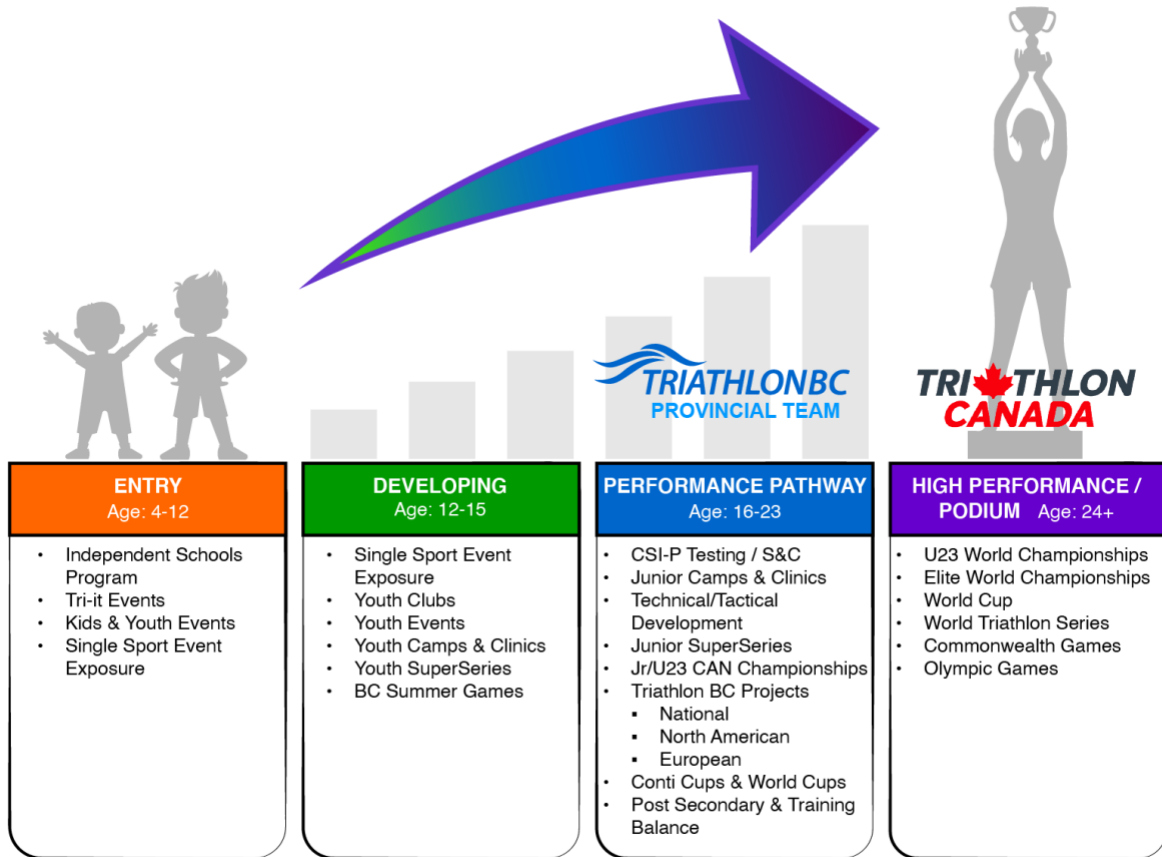 TRIATHLONBC
PROVINCIAL TEAM
TRI THLON
CANADA
ENTRY
Age: 4-12
• Independent Schools
Program
• Tri-it Events
• Kids & Youth Events
• Single Sport Event
Exposure
DEVELOPING
Age: 12-15
• Single Sport Event
Exposure
• Youth Clubs
• Youth Events
• Youth Camps & Clinics
• Youth SuperSeries
• BC Summer Games
PERFORMANCE PATHWAY
Age: 16-23
• CSI-P Testing / S&C
• Junior Camps & Clinics
• Technical/Tactical
Development
• Junior SuperSeries
• Jr/U23 CAN Championships
• Triathlon BC Projects
▪ National
▪ North American
▪ European
• Conti Cups & World Cups
• Post Secondary & Training
Balance
HIGH PERFORMANCE /
PODIUM Age: 24+
• U23 World Championships
• Elite World Championships
• World Cup
• World Triathlon Series
• Commonwealth Games
• Olympic Games